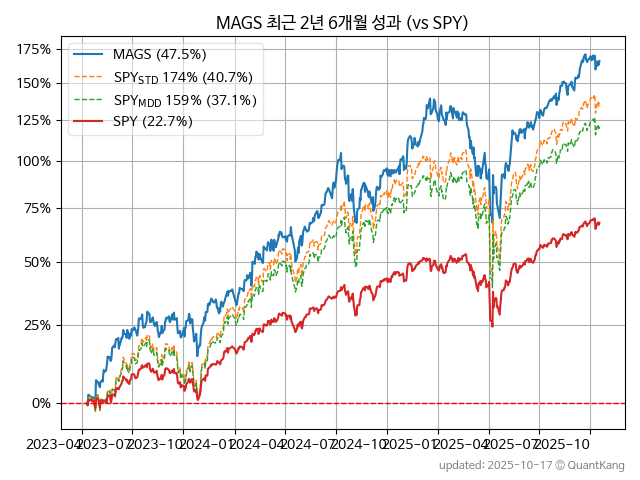 MAGS 최근 2년 6개월 성과 (vs SPY)
175%
150%
125%
100%
75%
50%
25%
0%
MAGS (47.5%)
SPY_STD 174% (40.7%)
SPY_MDD 159% (37.1%)
SPY (22.7%)
2023-04 2023-07 2023-10 2024-01 2024-04 2024-07 2024-10 2025-01 2025-04 2025-07 2025-10
updated: 2025-10-17 © QuantKang